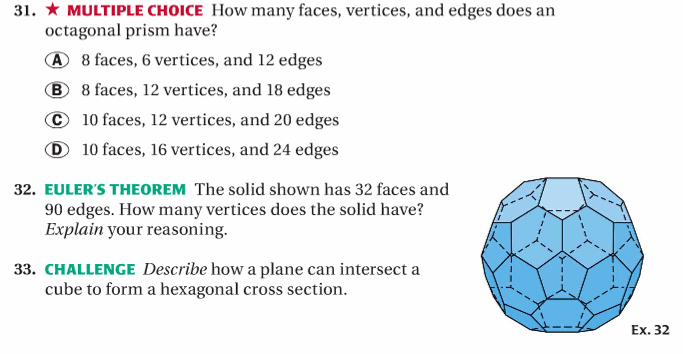 31. ★ MULTIPLE CHOICE How many faces, vertices, and edges does an
octagonal prism have?
A 8 faces, 6 vertices, and 12 edges
B 8 faces, 12 vertices, and 18 edges
C 10 faces, 12 vertices, and 20 edges
D 10 faces, 16 vertices, and 24 edges
32. EULER'S THEOREM The solid shown has 32 faces and
90 edges. How many vertices does the solid have?
Explain your reasoning.
33. CHALLENGE Describe how a plane can intersect a
cube to form a hexagonal cross section.
Ex. 32